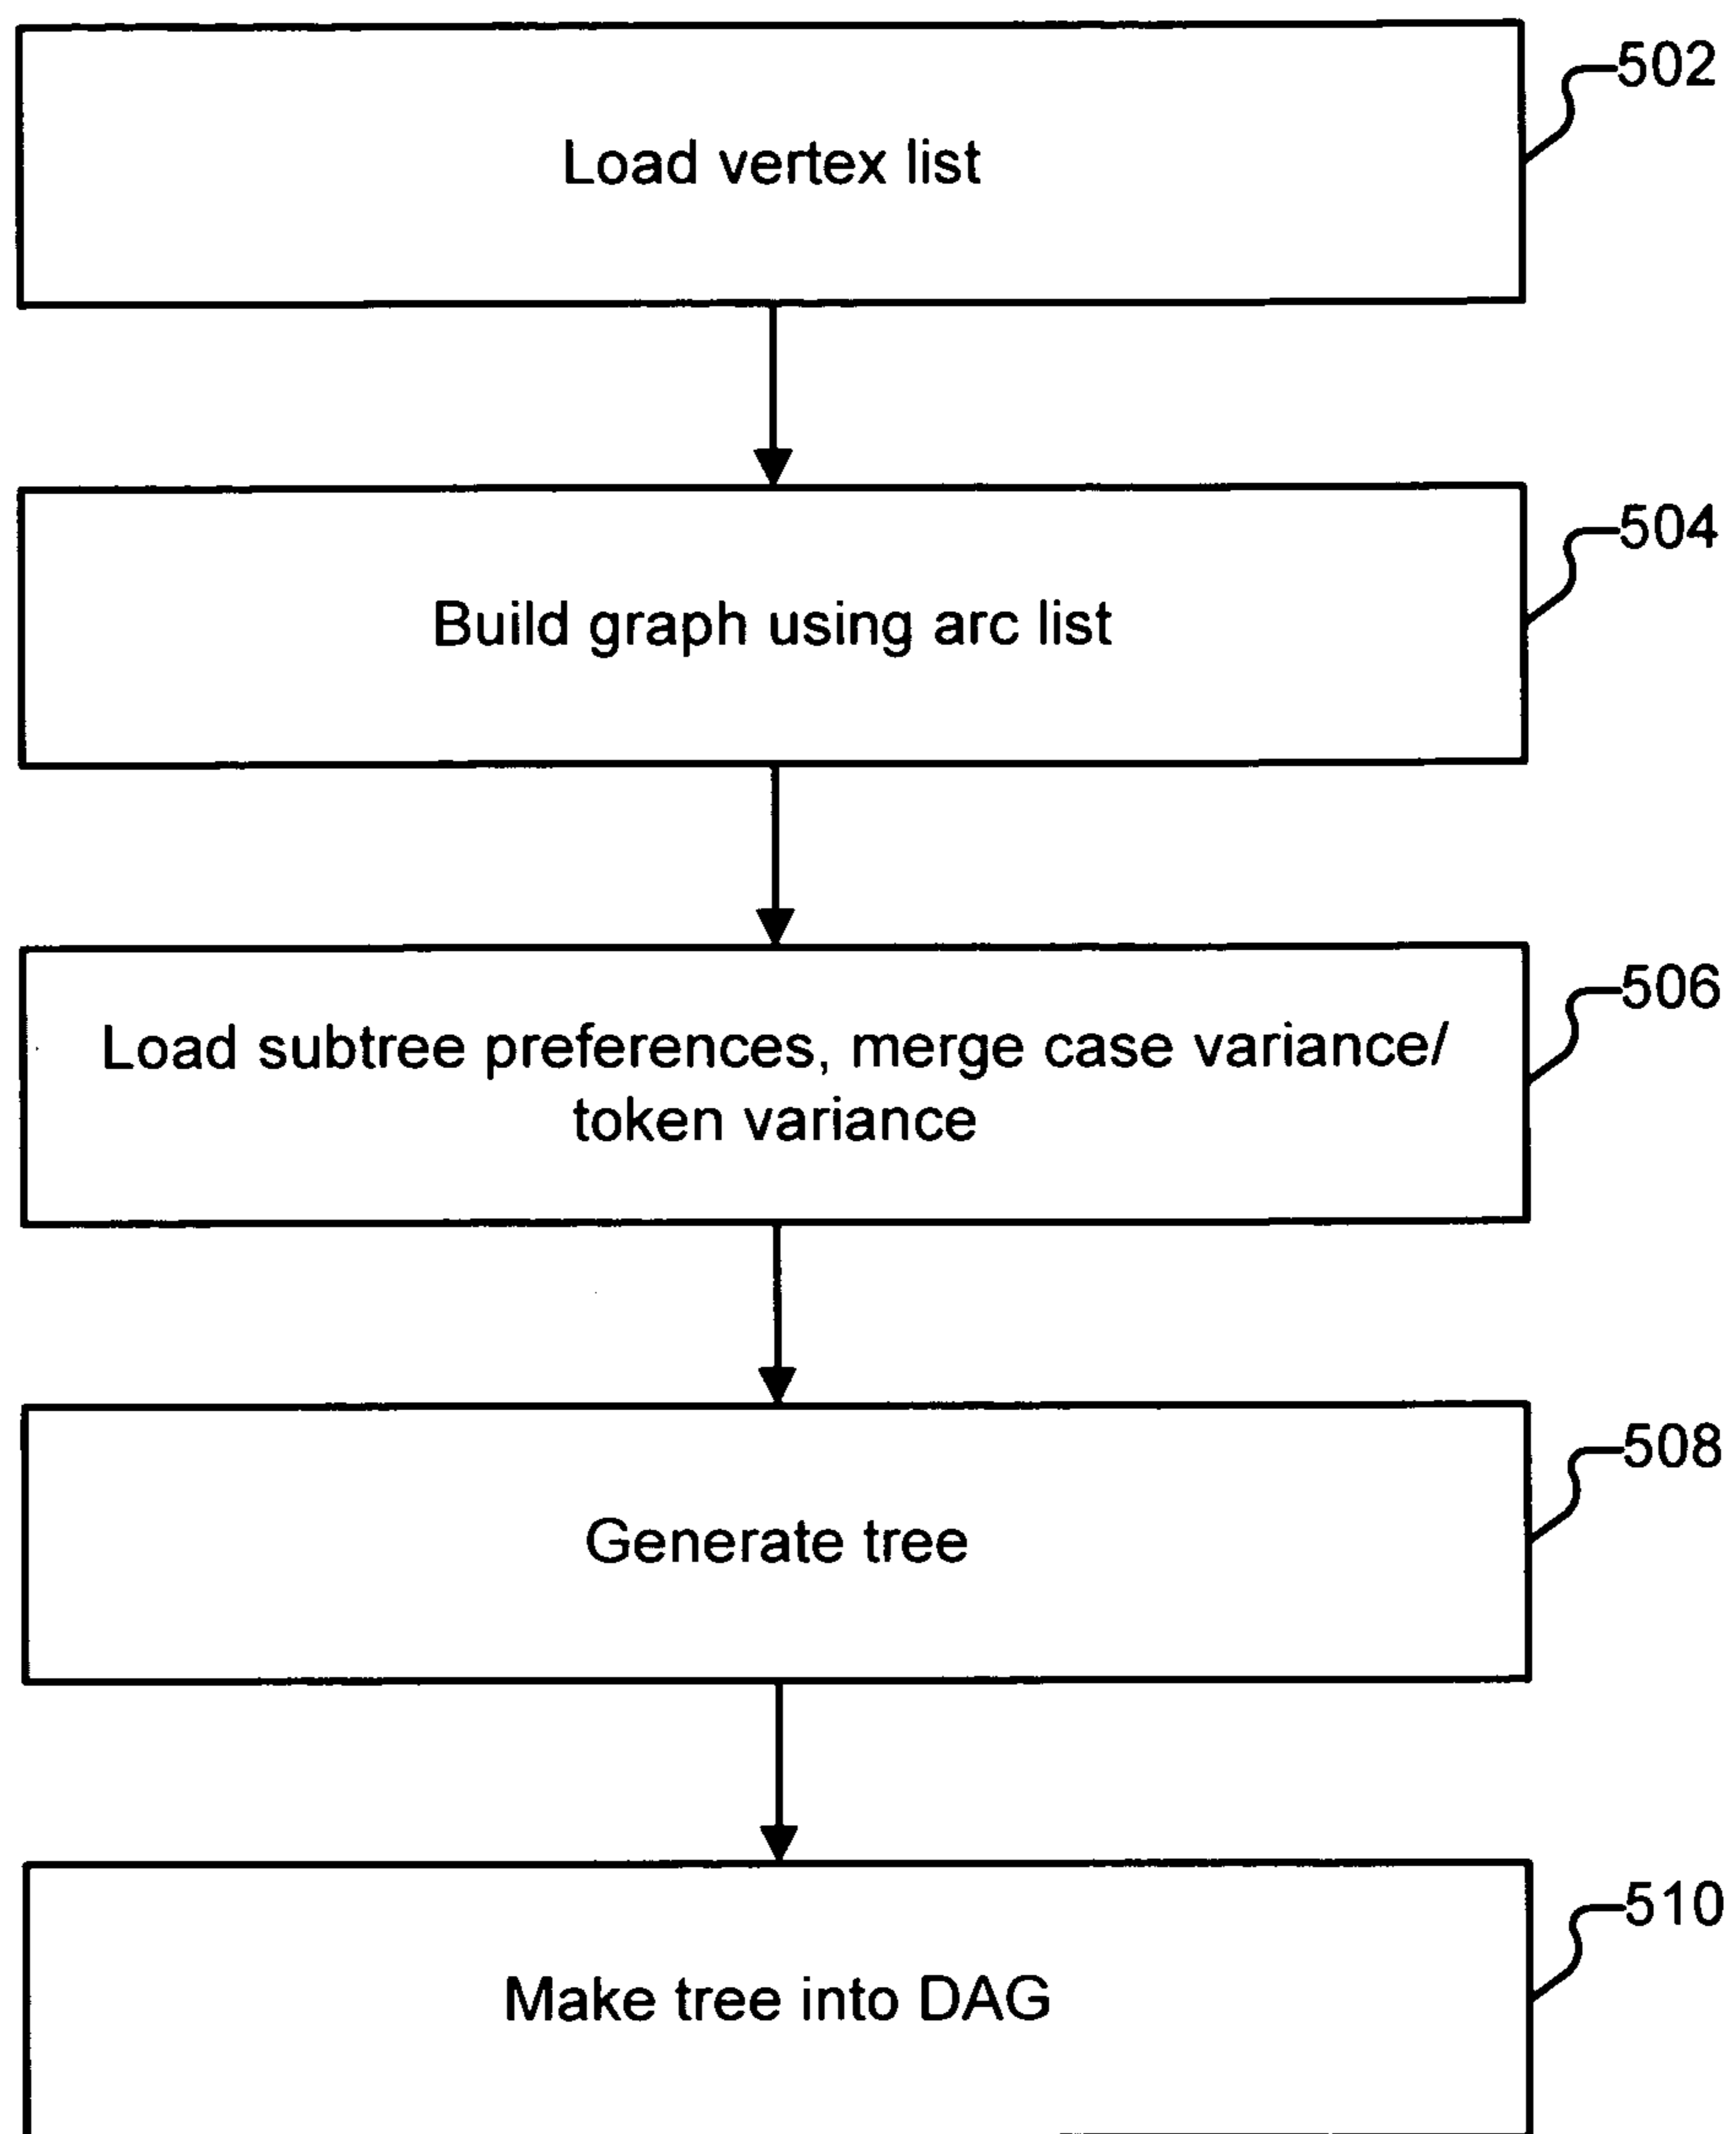 502
Load vertex list
504
Build graph using arc list
506
Load subtree preferences, merge case variance/
token variance
508
Generate tree
510
Make tree into DAG